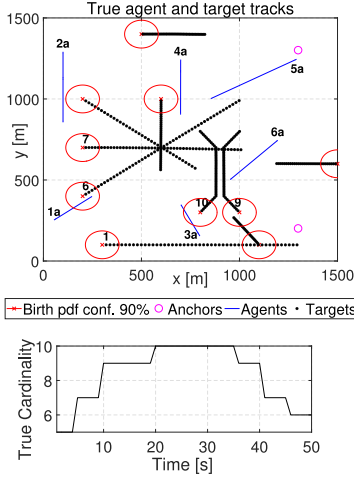 True agent and target tracks
1500
1000
500
0
y [m]
2a
4a
5a
7
6a
6
1a
10
9
3a
1
0
500
1000
1500
x [m]
Birth pdf conf. 90% Anchors Agents Targets
True Cardinality
10
8
6
10
20
30
40
50
Time [s]